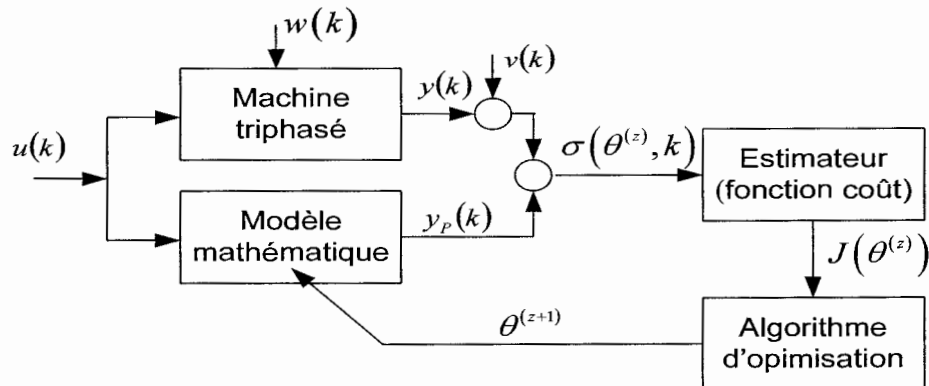 w(k)
v(k)
Machine
triphasé
y(k)
u(k)
σ(θ^(z), k)
Estimateur
(fonction coût)
Modèle
mathématique
y_P(k)
J(θ^(z))
θ^(z+1)
Algorithme
d'opimisation